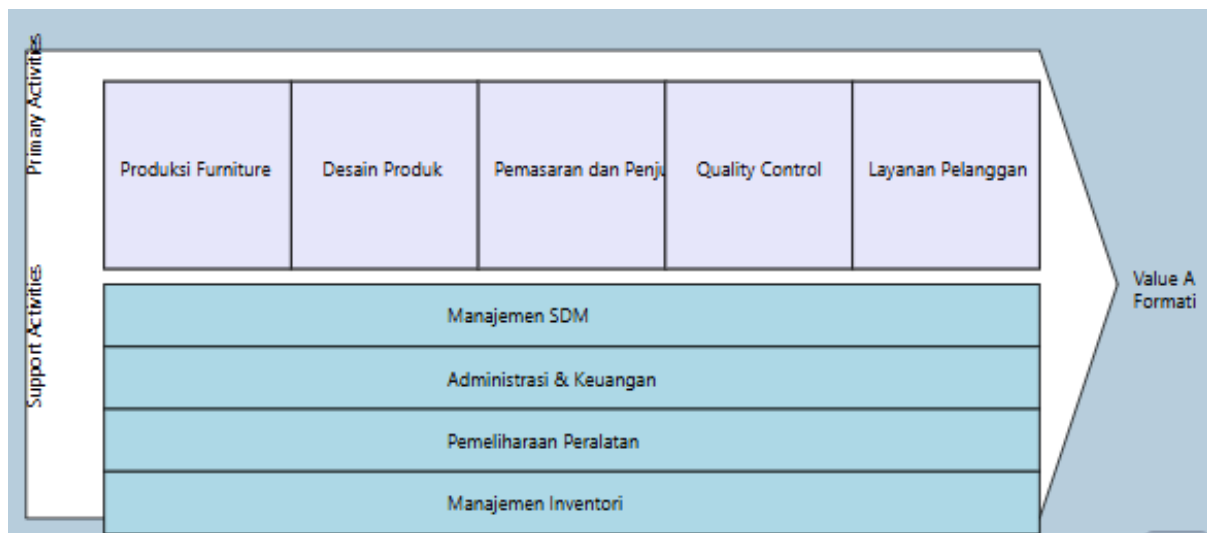 Primary Activities
Produksi Furniture
Desain Produk
Pemasaran dan Penju
Quality Control
Layanan Pelanggan
Support Activities
Manajemen SDM
Administrasi & Keuangan
Pemeliharaan Peralatan
Manajemen Inventori
Value A
Formati